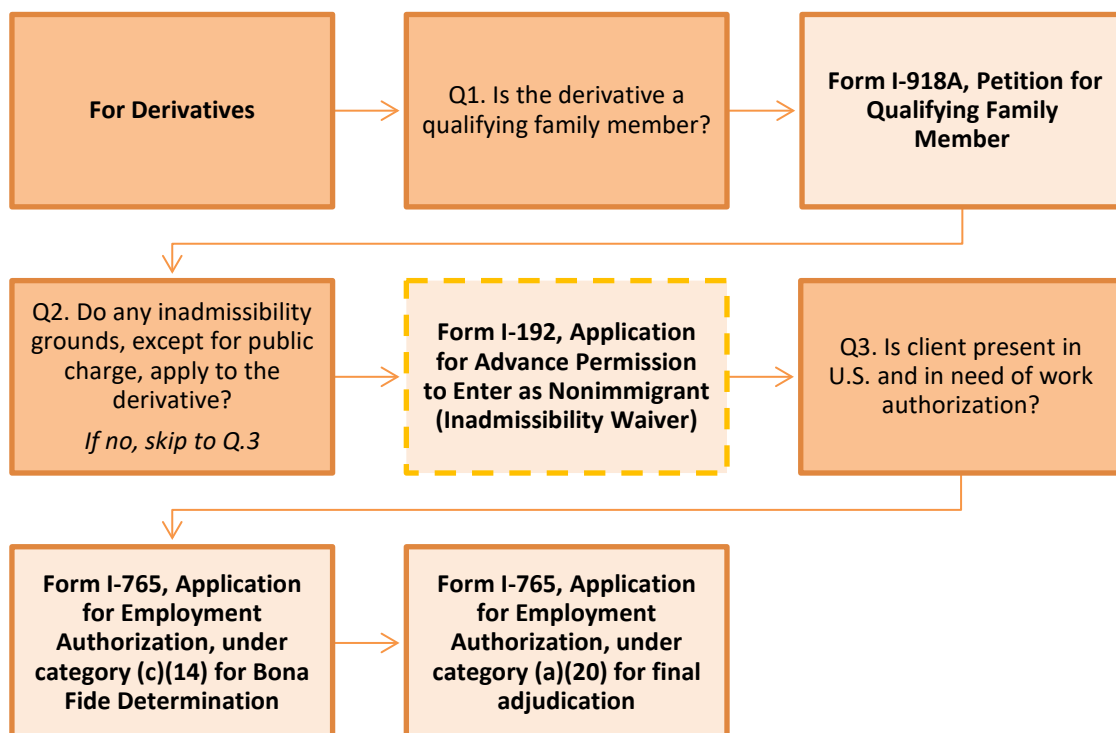 For Derivatives
Q1. Is the derivative a
qualifying family member?
Form I-918A, Petition for
Qualifying Family
Member
Q2. Do any inadmissibility
grounds, except for public
charge, apply to the
derivative?
If no, skip to Q.3
Form I-192, Application
for Advance Permission
to Enter as Nonimmigrant
(Inadmissibility Waiver)
Q3. Is client present in
U.S. and in need of work
authorization?
Form I-765, Application
for Employment
Authorization, under
category (c)(14) for Bona
Fide Determination
Form I-765, Application
for Employment
Authorization, under
category (a)(20) for final
adjudication